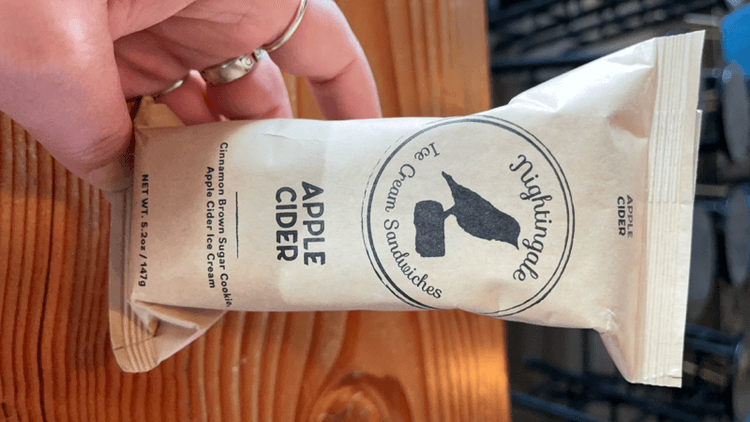 APPLE
CIDER
Nightingale
Ice Cream Sandwiches
APPLE
CIDER
Cinnamon Brown Sugar Cookie
Apple Cider Ice Cream
NET WT. 5.2oz / 147g